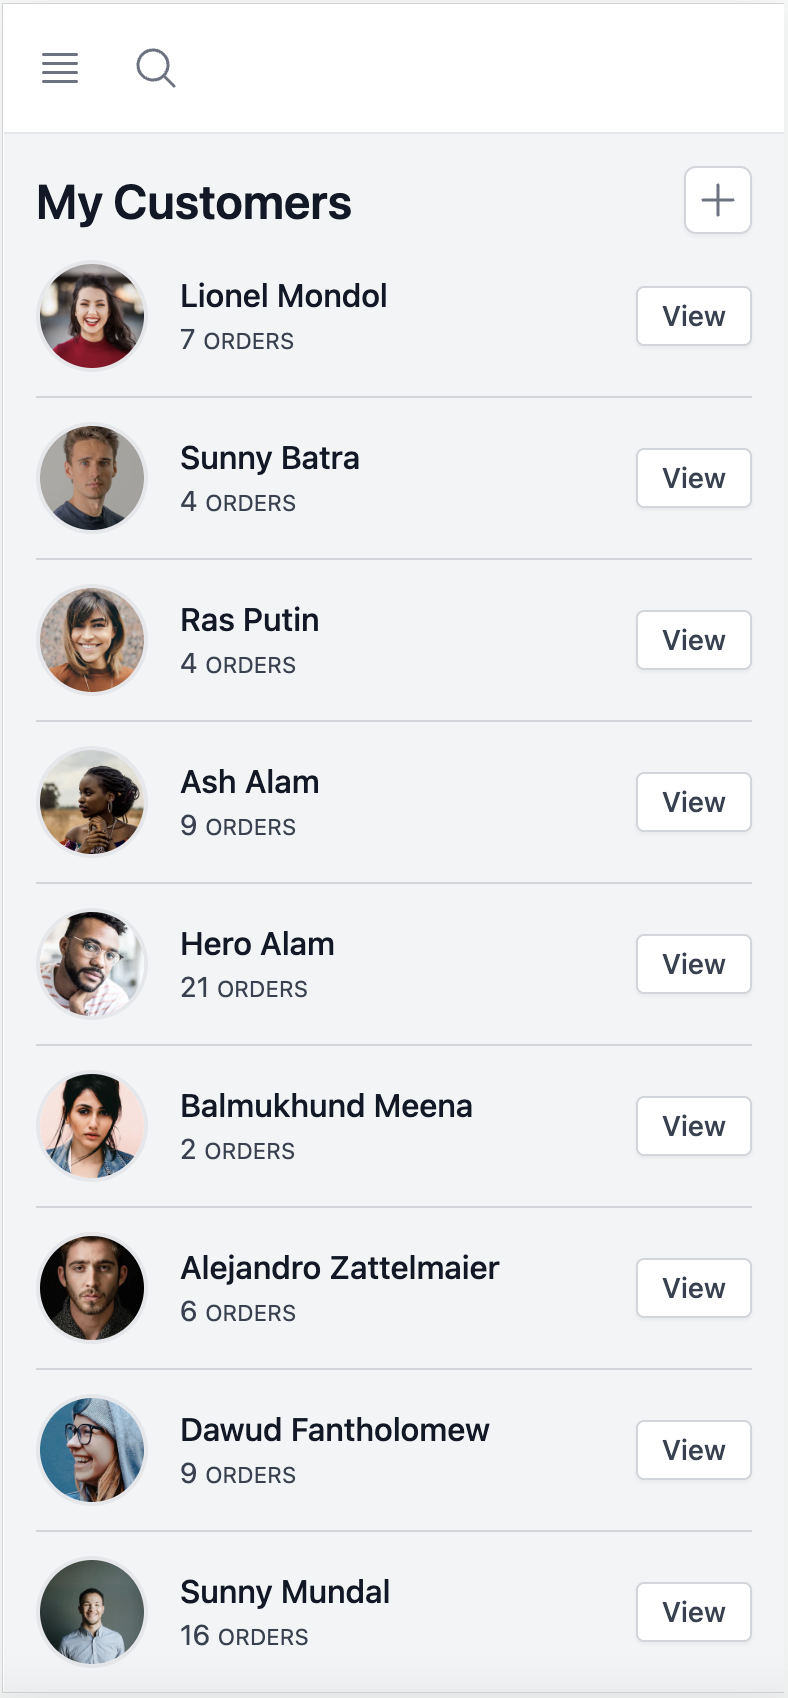 My Customers
Lionel Mondol
7 ORDERS
View
Sunny Batra
4 ORDERS
View
Ras Putin
4 ORDERS
View
Ash Alam
9 ORDERS
View
Hero Alam
21 ORDERS
View
Balmukhund Meena
2 ORDERS
View
Alejandro Zattelmaier
6 ORDERS
View
Dawud Fantholomew
9 ORDERS
View
Sunny Mundal
16 ORDERS
View